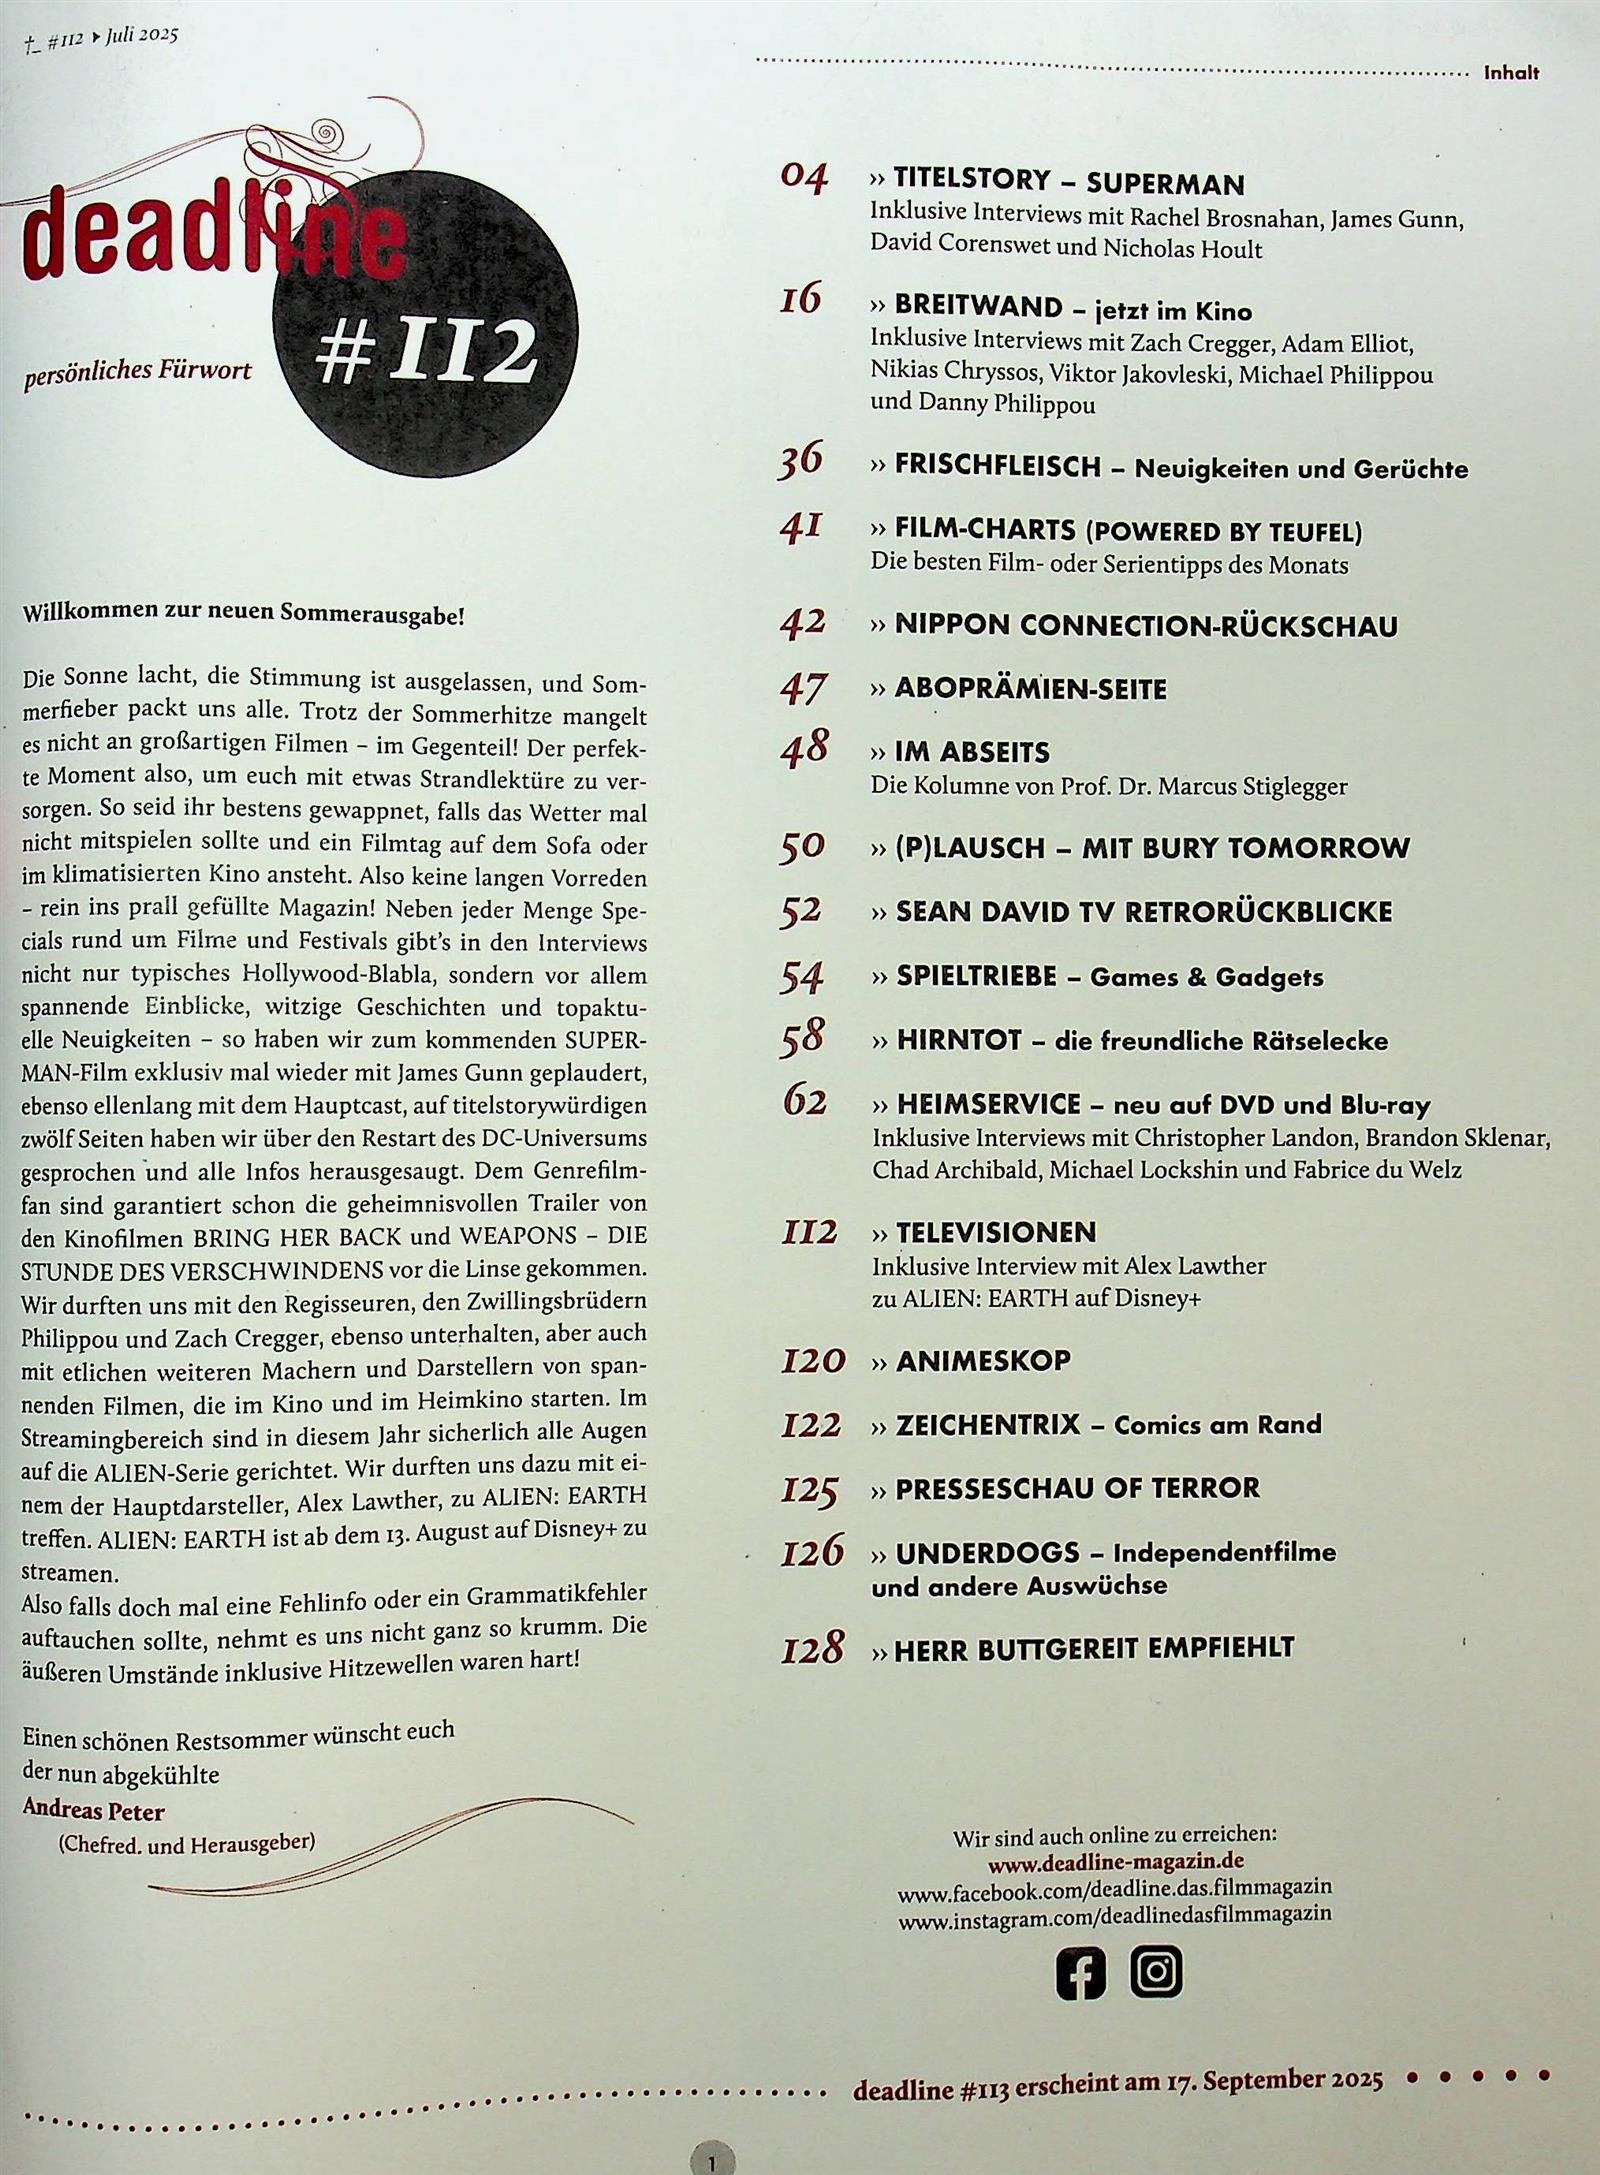 †_ #112 ▸ Juli 2025
Inhalt
deadline
#112
persönliches Fürwort
Willkommen zur neuen Sommerausgabe!
Die Sonne lacht, die Stimmung ist ausgelassen, und Som-
merfieber packt uns alle. Trotz der Sommerhitze mangelt
es nicht an großartigen Filmen – im Gegenteil! Der perfek-
te Moment also, um euch mit etwas Strandlektüre zu ver-
sorgen. So seid ihr bestens gewappnet, falls das Wetter mal
nicht mitspielen sollte und ein Filmtag auf dem Sofa oder
im klimatisierten Kino ansteht. Also keine langen Vorreden
– rein ins prall gefüllte Magazin! Neben jeder Menge Spe-
cials rund um Filme und Festivals gibt's in den Interviews
nicht nur typisches Hollywood-Blabla, sondern vor allem
spannende Einblicke, witzige Geschichten und topaktu-
elle Neuigkeiten – so haben wir zum kommenden SUPER-
MAN-Film exklusiv mal wieder mit James Gunn geplaudert,
ebenso ellenlang mit dem Hauptcast, auf titelstorywürdigen
zwölf Seiten haben wir über den Restart des DC-Universums
gesprochen und alle Infos herausgesaugt. Dem Genrefilm-
fan sind garantiert schon die geheimnisvollen Trailer von
den Kinofilmen BRING HER BACK und WEAPONS – DIE
STUNDE DES VERSCHWINDENS vor die Linse gekommen.
Wir durften uns mit den Regisseuren, den Zwillingsbrüdern
Philippou und Zach Cregger, ebenso unterhalten, aber auch
mit etlichen weiteren Machern und Darstellern von span-
nenden Filmen, die im Kino und im Heimkino starten. Im
Streamingbereich sind in diesem Jahr sicherlich alle Augen
auf die ALIEN-Serie gerichtet. Wir durften uns dazu mit ei-
nem der Hauptdarsteller, Alex Lawther, zu ALIEN: EARTH
treffen. ALIEN: EARTH ist ab dem 13. August auf Disney+ zu
streamen.
Also falls doch mal eine Fehlinfo oder ein Grammatikfehler
auftauchen sollte, nehmt es uns nicht ganz so krumm. Die
äußeren Umstände inklusive Hitzewellen waren hart!
Einen schönen Restsommer wünscht euch
der nun abgekühlte
Andreas Peter
(Chefred. und Herausgeber)
04 ›› TITELSTORY – SUPERMAN
Inklusive Interviews mit Rachel Brosnahan, James Gunn,
David Corenswet und Nicholas Hoult
16 ›› BREITWAND – jetzt im Kino
Inklusive Interviews mit Zach Cregger, Adam Elliot,
Nikias Chryssos, Viktor Jakovleski, Michael Philippou
und Danny Philippou
36 ›› FRISCHFLEISCH – Neuigkeiten und Gerüchte
41 ›› FILM-CHARTS (POWERED BY TEUFEL)
Die besten Film- oder Serientipps des Monats
42 ›› NIPPON CONNECTION-RÜCKSCHAU
47 ›› ABOPRÄMIEN-SEITE
48 ›› IM ABSEITS
Die Kolumne von Prof. Dr. Marcus Stiglegger
50 ›› (P)LAUSCH – MIT BURY TOMORROW
52 ›› SEAN DAVID TV RETRORÜCKBLICKE
54 ›› SPIELTRIEBE – Games & Gadgets
58 ›› HIRNTOT – die freundliche Rätselecke
62 ›› HEIMSERVICE – neu auf DVD und Blu-ray
Inklusive Interviews mit Christopher Landon, Brandon Sklenar,
Chad Archibald, Michael Lockshin und Fabrice du Welz
112 ›› TELEVISIONEN
Inklusive Interview mit Alex Lawther
zu ALIEN: EARTH auf Disney+
120 ›› ANIMESKOP
122 ›› ZEICHENTRIX – Comics am Rand
125 ›› PRESSESCHAU OF TERROR
126 ›› UNDERDOGS – Independentfilme
und andere Auswüchse
128 ›› HERR BUTTGEREIT EMPFIEHLT
Wir sind auch online zu erreichen:
www.deadline-magazin.de
www.facebook.com/deadline.das.filmmagazin
www.instagram.com/deadlinedasfilmmagazin
deadline #113 erscheint am 17. September 2025
1